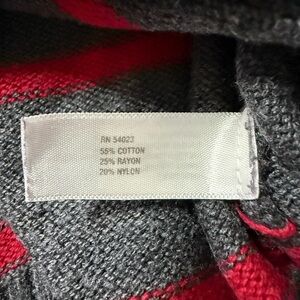 RN 54023
55% COTTON
25% RAYON
20% NYLON